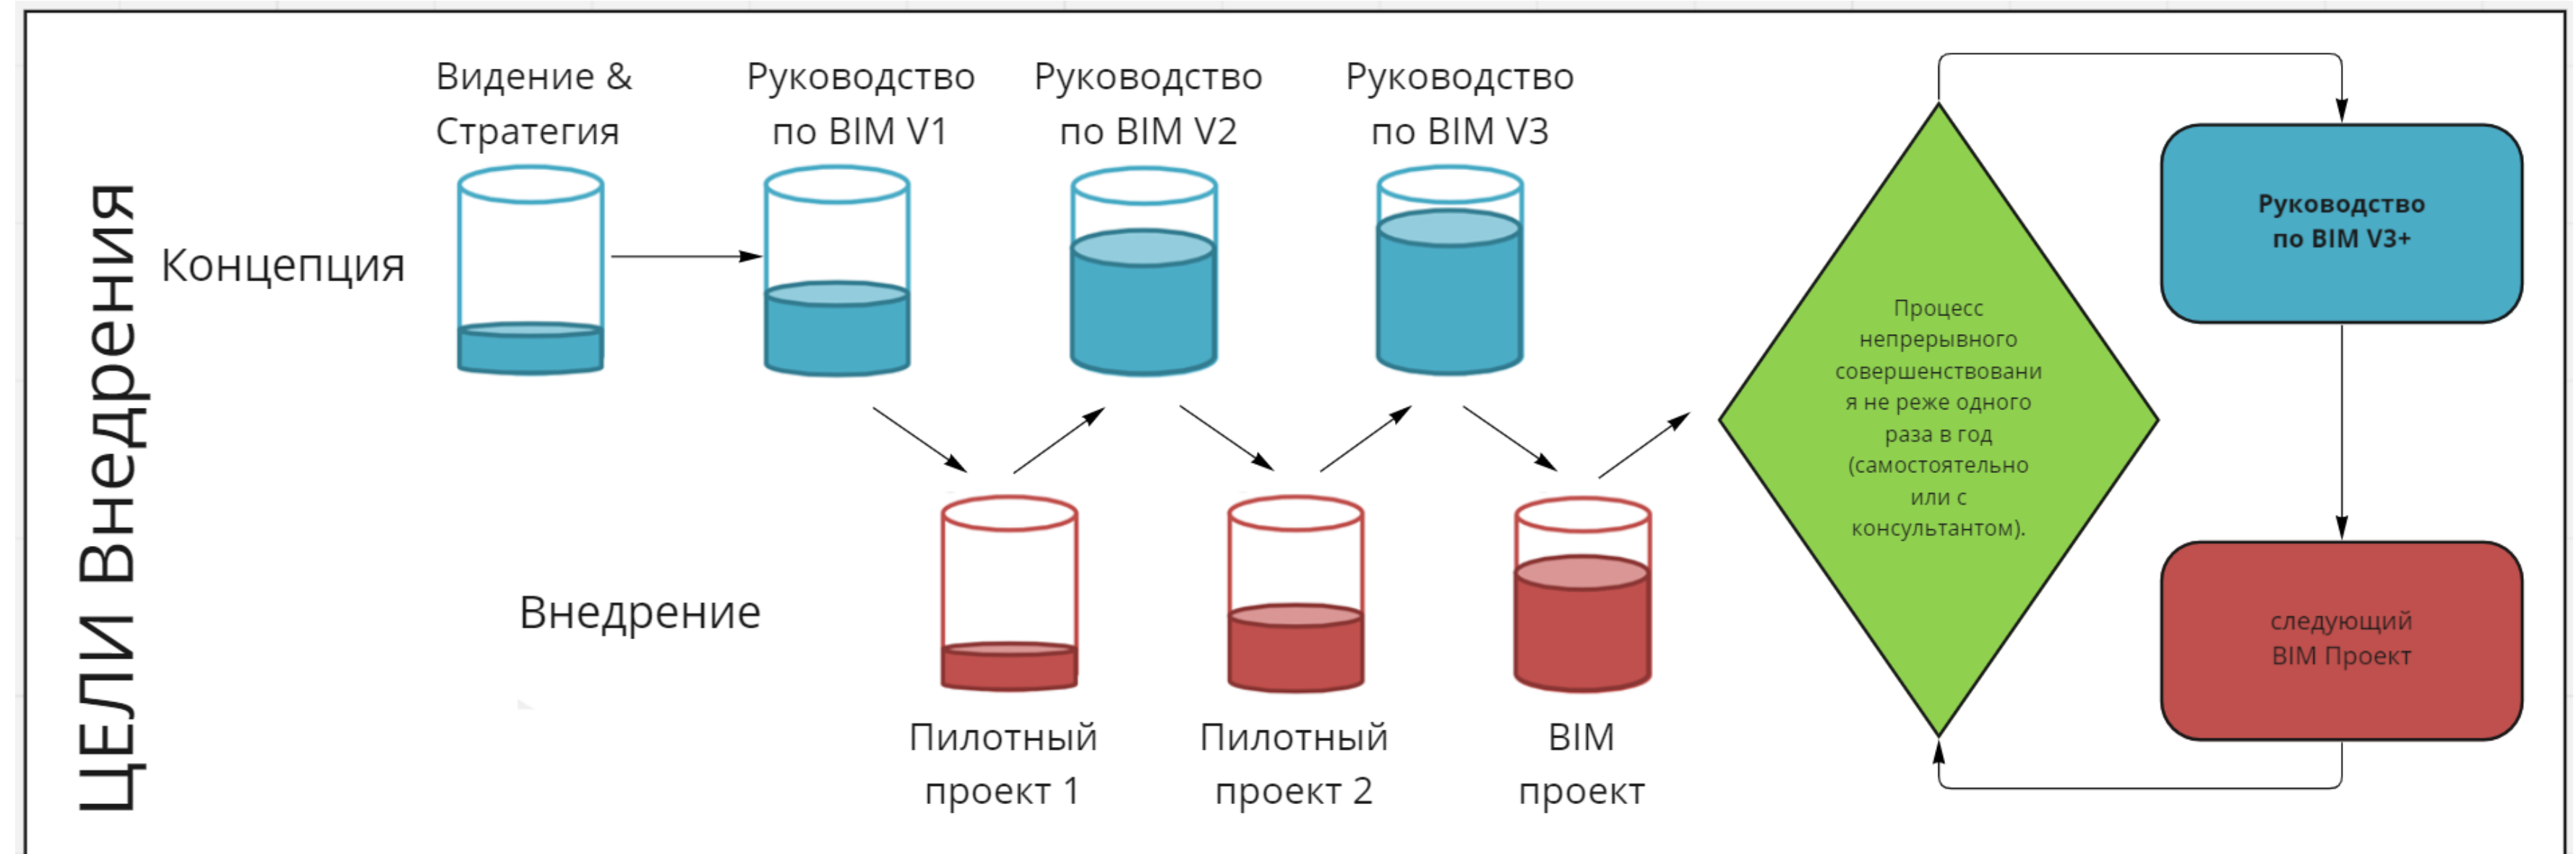 ЦЕЛИ Внедрения
Концепция
Видение &
Стратегия
Руководство
по BIM V1
Руководство
по BIM V2
Руководство
по BIM V3
Внедрение
Пилотный
проект 1
Пилотный
проект 2
BIM
проект
Процесс
непрерывного
совершенствовани
я не реже одного
раза в год
(самостоятельно
или с
консультантом).
Руководство
по BIM V3+
следующий
BIM Проект